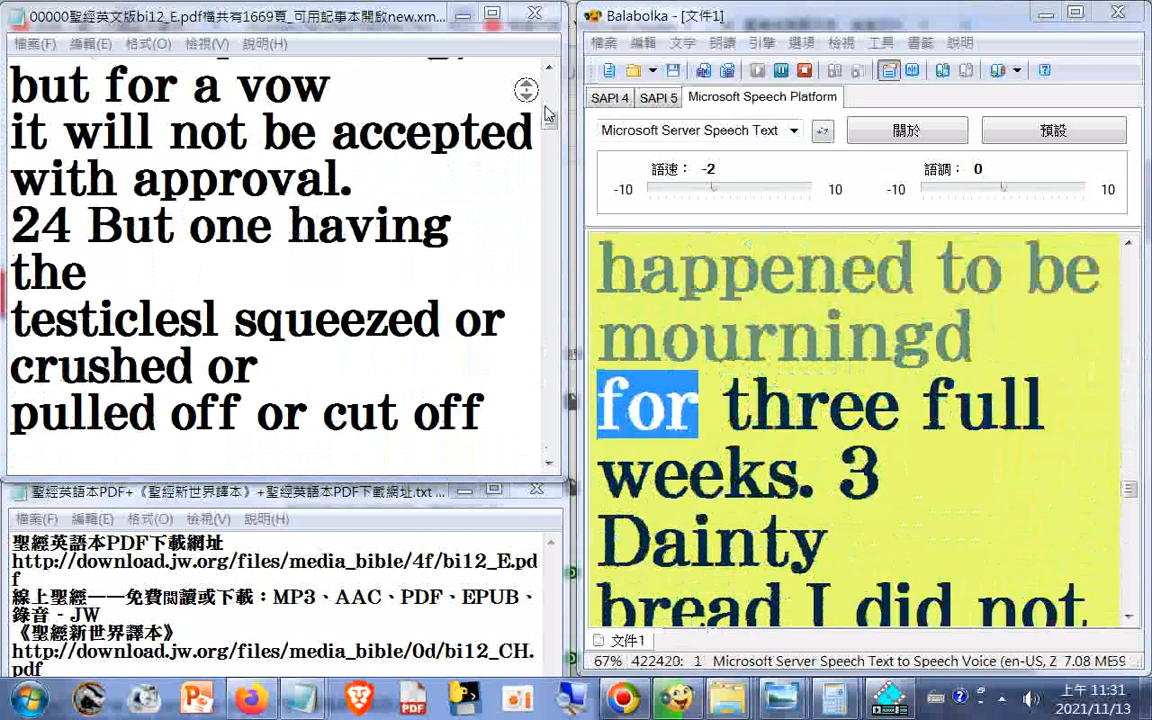 00000聖經英文版bi12_E.pdf檔共有1669頁_可用記事本開啟new.xm...
檔案(F) 編輯(E) 格式(O) 檢視(V) 說明(H)
but for a vow
it will not be accepted
with approval.
24 But one having
the
testiclesl squeezed or
crushed or
pulled off or cut off
聖經英語本PDF+《聖經新世界譯本》+聖經英語本PDF下載網址.txt ...
檔案(F) 編輯(E) 格式(O) 檢視(V) 說明(H)
聖經英語本PDF下載網址
http://download.jw.org/files/media_bible/4f/bi12_E.pd
f
線上聖經——免費閱讀或下載：MP3、AAC、PDF、EPUB、
錄音 - JW
《聖經新世界譯本》
http://download.jw.org/files/media_bible/0d/bi12_CH.
pdf
Balabolka - [文件1]
檔案 編輯 文字 朗讀 引擎 選項 檢視 工具 書籤 說明
SAPI 4 SAPI 5 Microsoft Speech Platform
Microsoft Server Speech Text 關於 預設
語速： -2 語調： 0
-10 10 -10 10
happened to be
mourningd
for three full
weeks. 3
Dainty
bread I did not
文件1
67% 422420: 1 Microsoft Server Speech Text to Speech Voice (en-US, Z 7.08 ME59
PDF
上午 11:31
2021/11/13